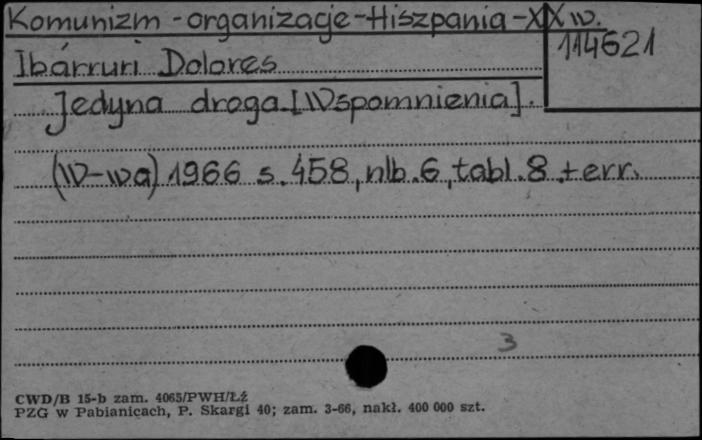 Komunizm - organizacje - Hiszpania - XX w.
114621
Ibárruri Dolores
Jedyna droga. [Wspomnienia].
(W-wa) 1966 s. 458, nlb. 6, tabl. 8 + err.
3
CWD/B 15-b zam. 4065/PWH/Łź
PZG w Pabianicach, P. Skargi 40; zam. 3-66, nakł. 400 000 szt.